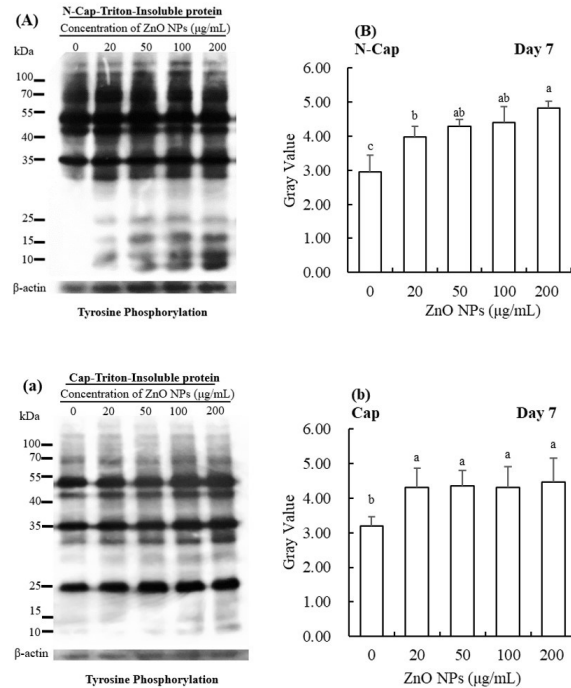 (A)
N-Cap-Triton-Insoluble protein
Concentration of ZnO NPs (μg/mL)
kDa 0 20 50 100 200
100
70
55
40
35
25
15
10
β-actin
Tyrosine Phosphorylation
(B)
N-Cap Day 7
6.00
5.00
4.00
3.00
2.00
1.00
0.00
Gray Value
c b ab ab a
0 20 50 100 200
ZnO NPs (μg/mL)
(a)
Cap-Triton-Insoluble protein
Concentration of ZnO NPs (μg/mL)
0 20 50 100 200
kDa
100
70
55
40
35
25
15
10
β-actin
Tyrosine Phosphorylation
(b)
Cap Day 7
6.00
5.00
4.00
3.00
2.00
1.00
0.00
Gray Value
b a a a a
0 20 50 100 200
ZnO NPs (μg/mL)